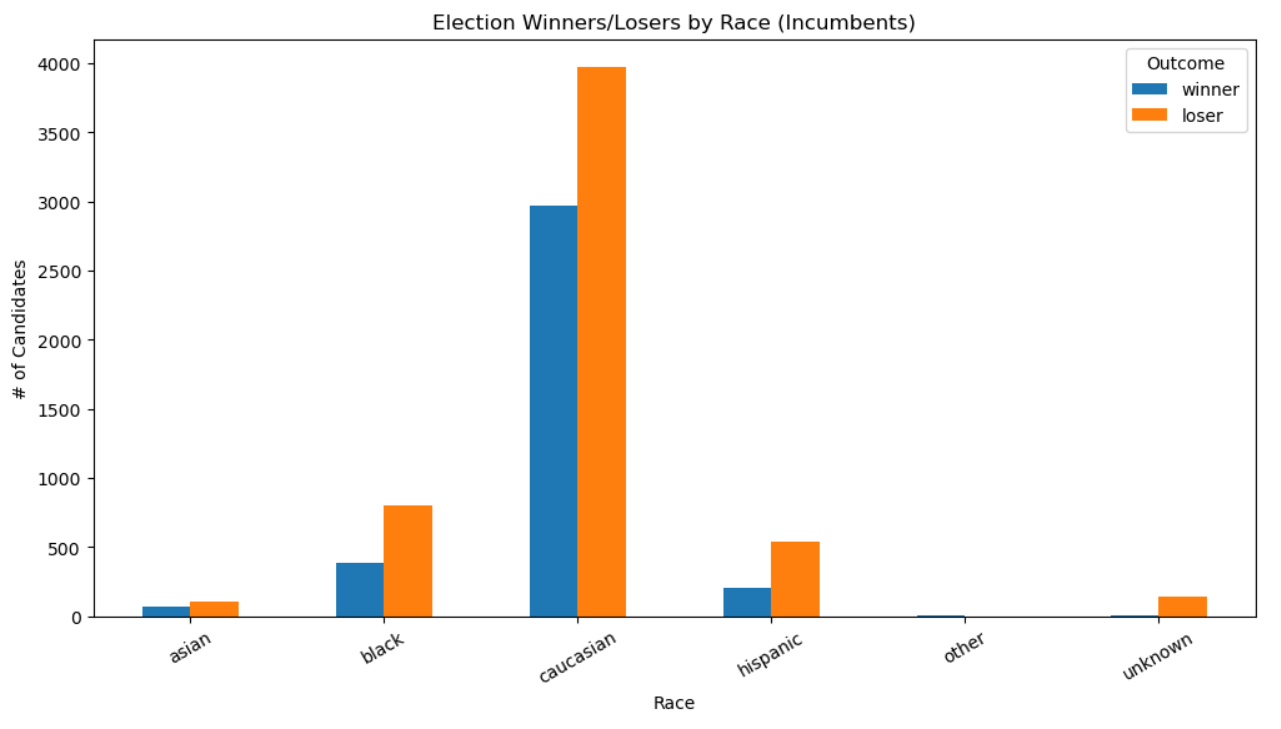 Election Winners/Losers by Race (Incumbents)
Outcome
winner
loser
# of Candidates
4000
3500
3000
2500
2000
1500
1000
500
0
asian
black
caucasian
hispanic
other
unknown
Race